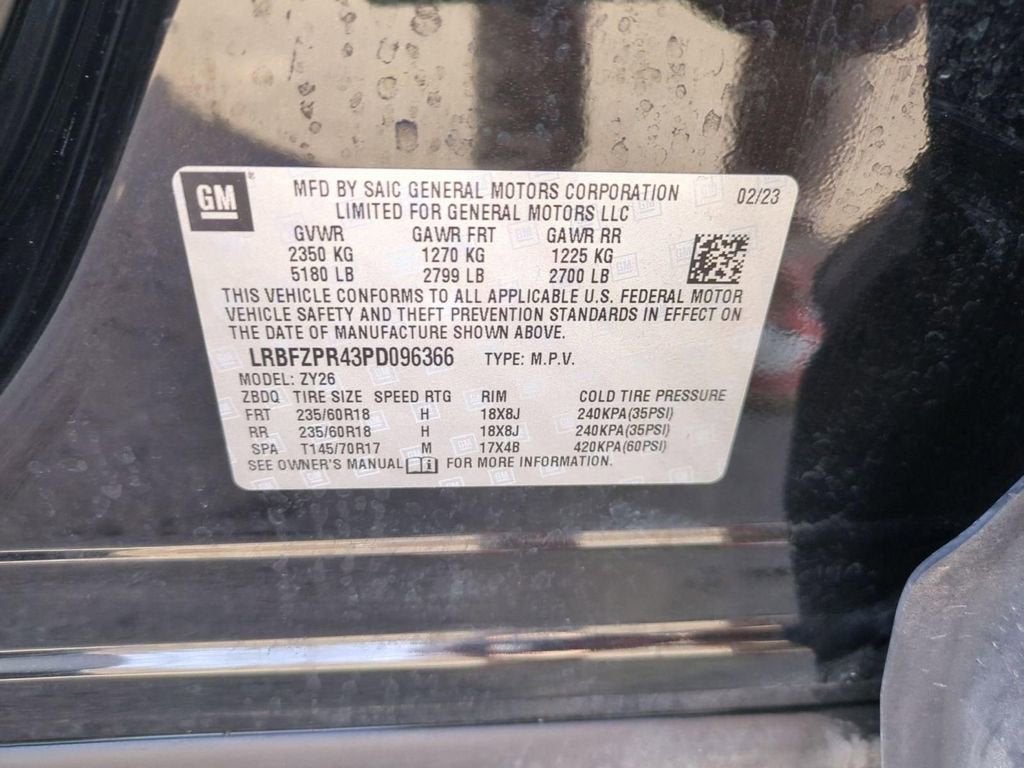 GM
MFD BY SAIC GENERAL MOTORS CORPORATION 02/23
LIMITED FOR GENERAL MOTORS LLC
GVWR GAWR FRT GAWR RR
2350 KG 1270 KG 1225 KG
5180 LB 2799 LB 2700 LB
THIS VEHICLE CONFORMS TO ALL APPLICABLE U.S. FEDERAL MOTOR
VEHICLE SAFETY AND THEFT PREVENTION STANDARDS IN EFFECT ON
THE DATE OF MANUFACTURE SHOWN ABOVE.
LRBFZPR43PD096366 TYPE: M.P.V.
MODEL: ZY26
ZBDQ TIRE SIZE SPEED RTG RIM COLD TIRE PRESSURE
FRT 235/60R18 H 18X8J 240KPA(35PSI)
RR 235/60R18 H 18X8J 240KPA(35PSI)
SPA T145/70R17 M 17X4B 420KPA(60PSI)
SEE OWNER'S MANUAL i FOR MORE INFORMATION.